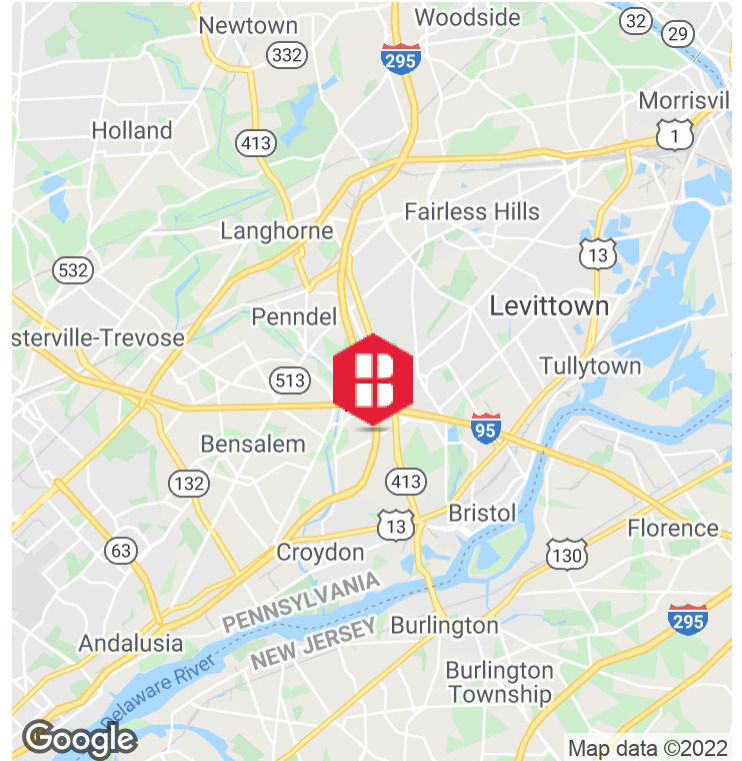 Woodside
Newtown
32
29
332
295
Morrisvil
1
Holland
413
Fairless Hills
Langhorne
13
532
Levittown
Penndel
sterville-Trevose
Tullytown
513
B
95
Bensalem
132
413
Bristol
13
Florence
63
Croydon
130
PENNSYLVANIA
295
NEW JERSEY
Burlington
Andalusia
Burlington
Township
Delaware River
Google
Map data ©2022